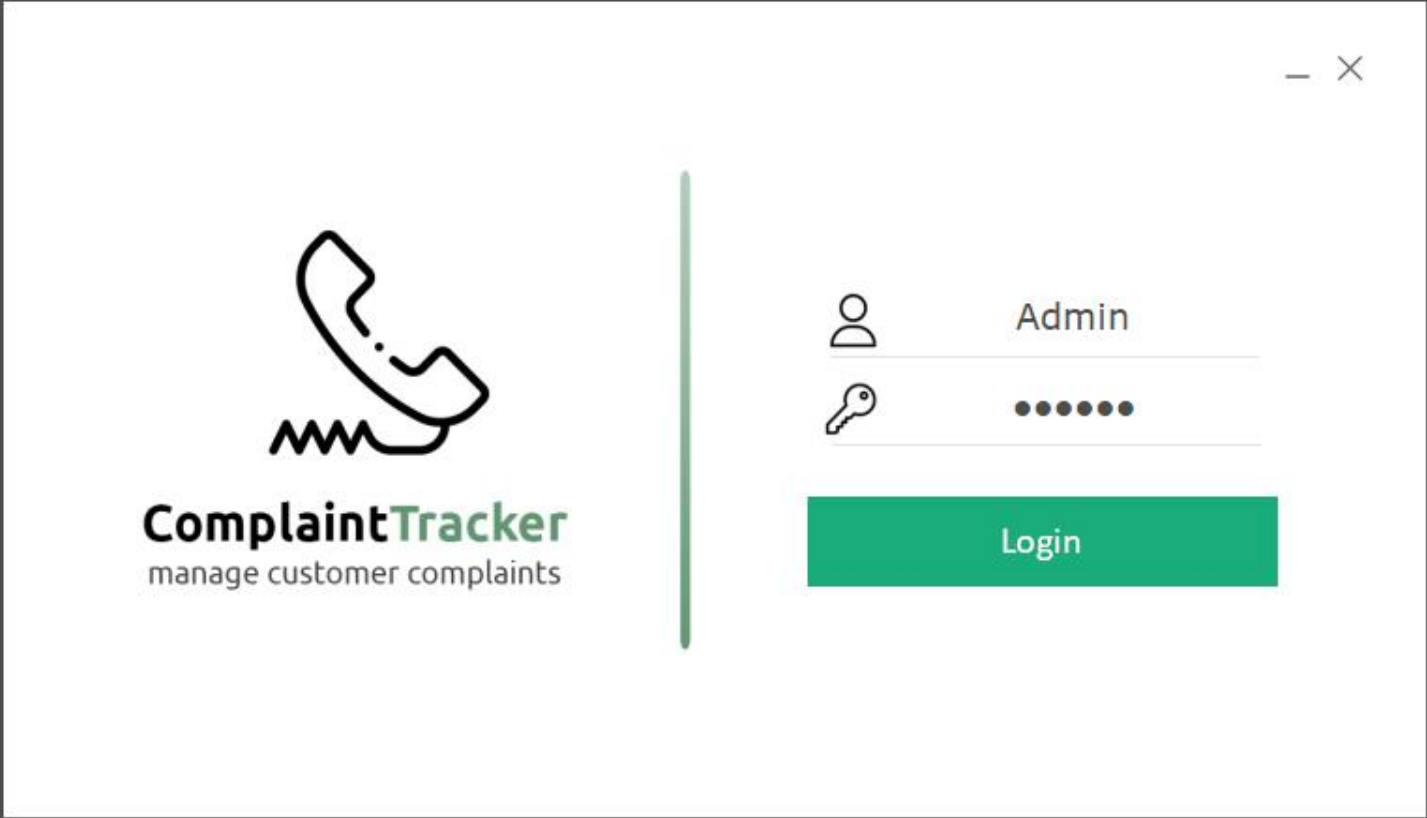 ComplaintTracker
manage customer complaints
Admin
••••••
Login